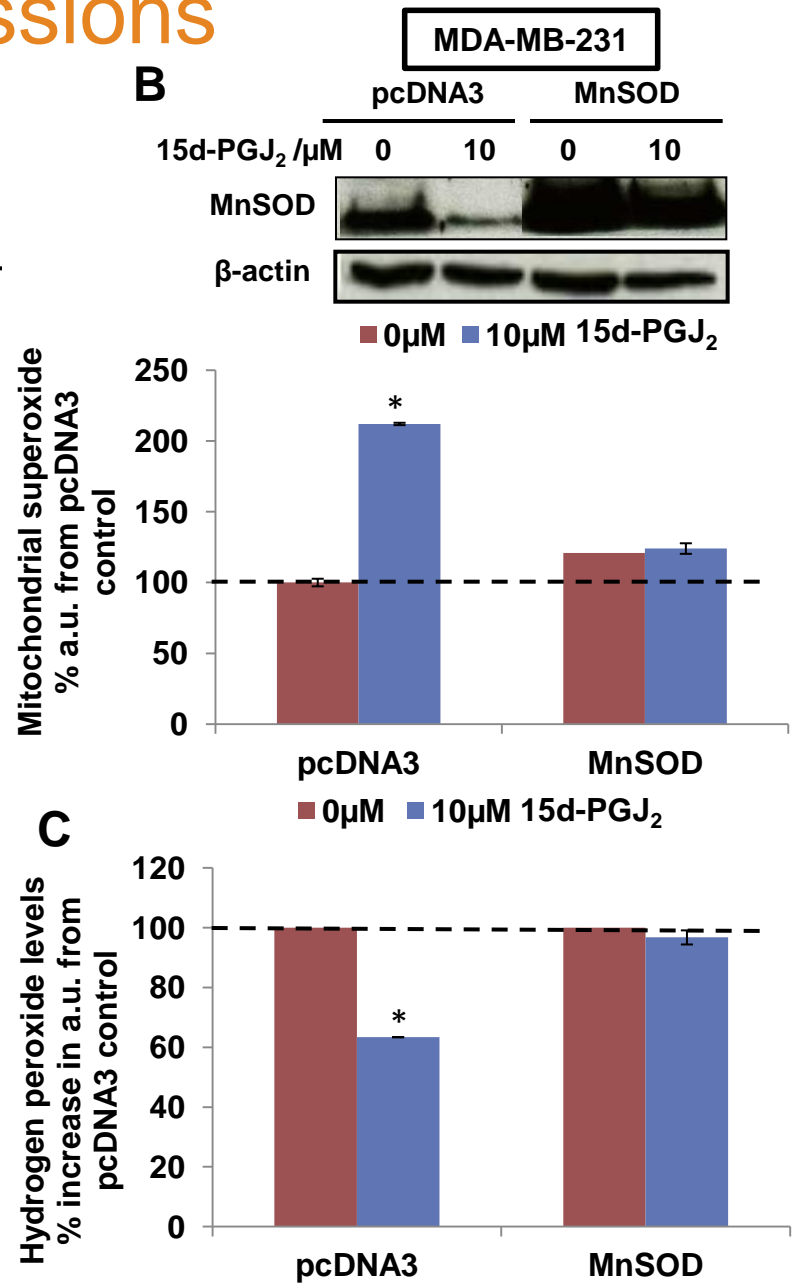 ssions
MDA-MB-231
B
pcDNA3 MnSOD
15d-PGJ2 /µM 0 10 0 10
MnSOD
β-actin
0µM 10µM 15d-PGJ2
Mitochondrial superoxide
% a.u. from pcDNA3
control
250
200
150
100
50
0
*
pcDNA3 MnSOD
C
0µM 10µM 15d-PGJ2
Hydrogen peroxide levels
% increase in a.u. from
pcDNA3 control
120
100
80
60
40
20
0
*
pcDNA3 MnSOD